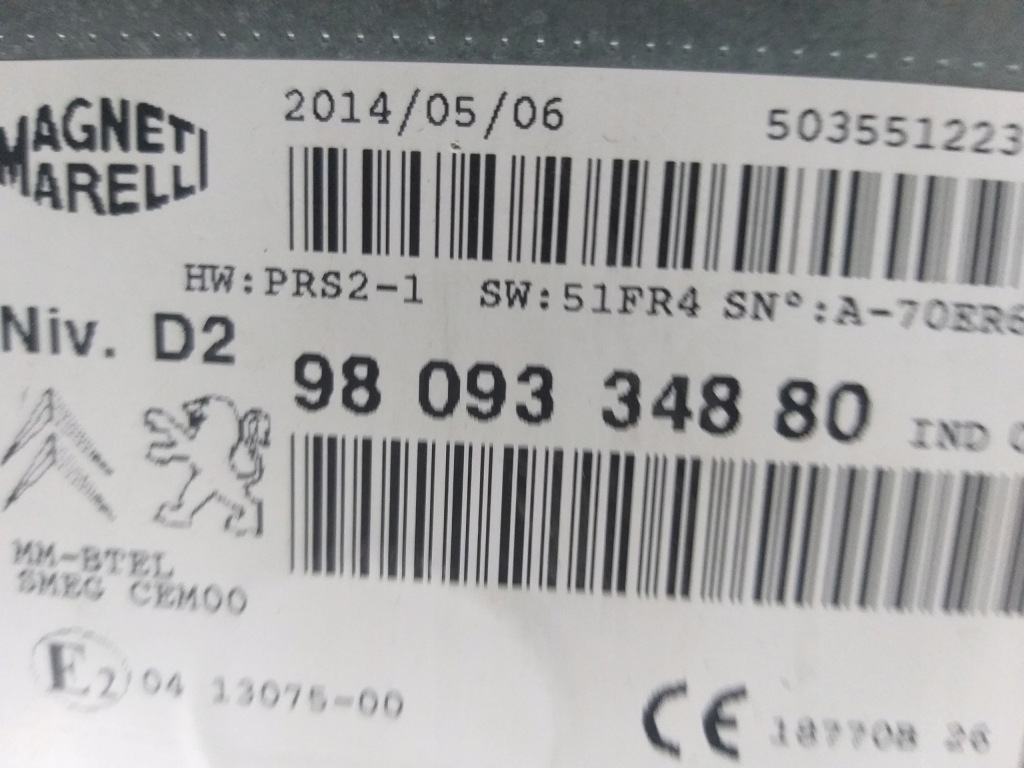 MAGNETI
MARELLI
2014/05/06 503551223
HW:PRS2-1 SW:51FR4 SN°:A-70ER6
Niv. D2
98 093 348 80 IND
MM-BTEL
SMEG CEM00
E2 04 13075-00
CE 187708 26